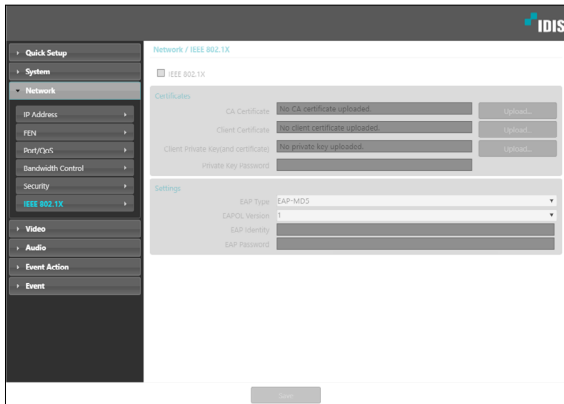 IDIS
Quick Setup
System
Network
IP Address
FEN
Port/QoS
Bandwidth Control
Security
IEEE 802.1X
Video
Audio
Event Action
Event
Network / IEEE 802.1X
IEEE 802.1X
Certificates
CA Certificate No CA certificate uploaded. Upload...
Client Certificate No client certificate uploaded. Upload...
Client Private Key(and certificate) No private key uploaded. Upload...
Private Key Password
Settings
EAP Type EAP-MD5
EAPOL Version 1
EAP Identity
EAP Password
Save